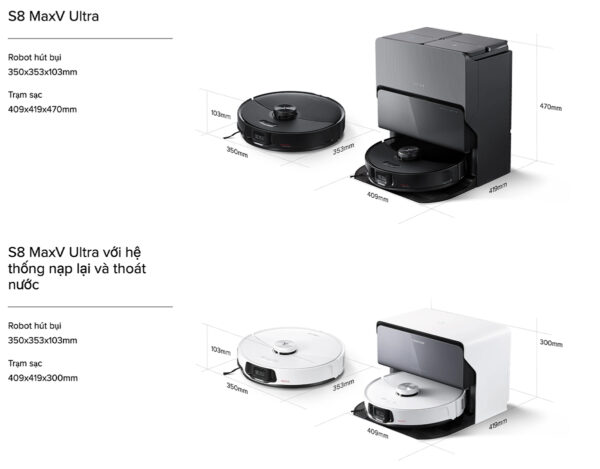 S8 MaxV Ultra
Robot hút bụi
350x353x103mm
Trạm sạc
409x419x470mm
103mm
350mm
353mm
470mm
409mm
419mm
S8 MaxV Ultra với hệ
thống nạp lại và thoát
nước
Robot hút bụi
350x353x103mm
Trạm sạc
409x419x300mm
103mm
350mm
353mm
300mm
409mm
419mm